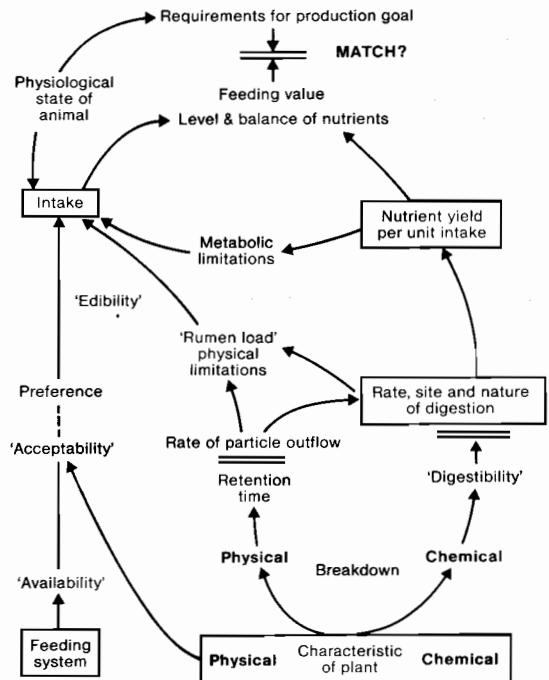 Requirements for production goal
MATCH?
Physiological
state of
animal
Feeding value
Level & balance of nutrients
Intake
Nutrient yield
per unit intake
Metabolic
limitations
'Edibility'
'Rumen load'
physical
limitations
Preference
Rate, site and nature
of digestion
'Acceptability'
Rate of particle outflow
Retention
time
'Digestibility'
Physical
Breakdown
Chemical
'Availability'
Feeding
system
Physical
Characteristic
of plant
Chemical